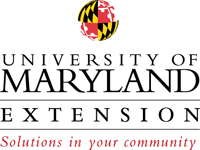 UNIVERSITY OF
MARYLAND
EXTENSION
Solutions in your community